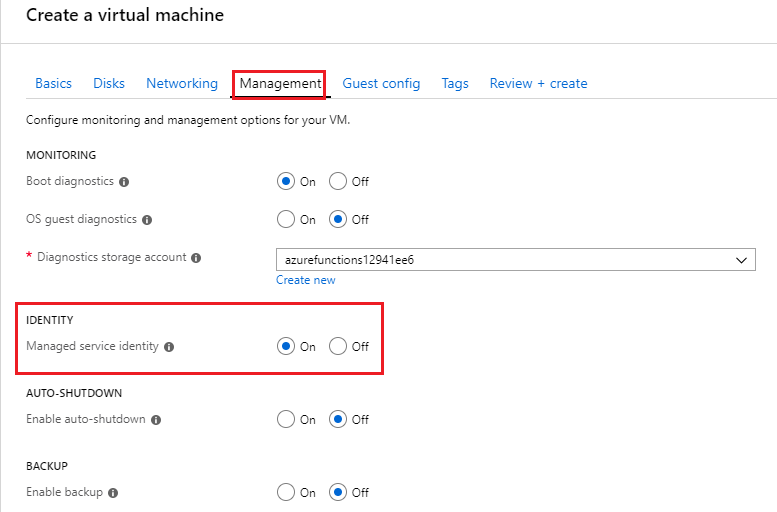 Create a virtual machine
Basics Disks Networking Management Guest config Tags Review + create
Configure monitoring and management options for your VM.
MONITORING
Boot diagnostics On Off
OS guest diagnostics On Off
* Diagnostics storage account azurefunctions12941ee6
Create new
IDENTITY
Managed service identity On Off
AUTO-SHUTDOWN
Enable auto-shutdown On Off
BACKUP
Enable backup On Off